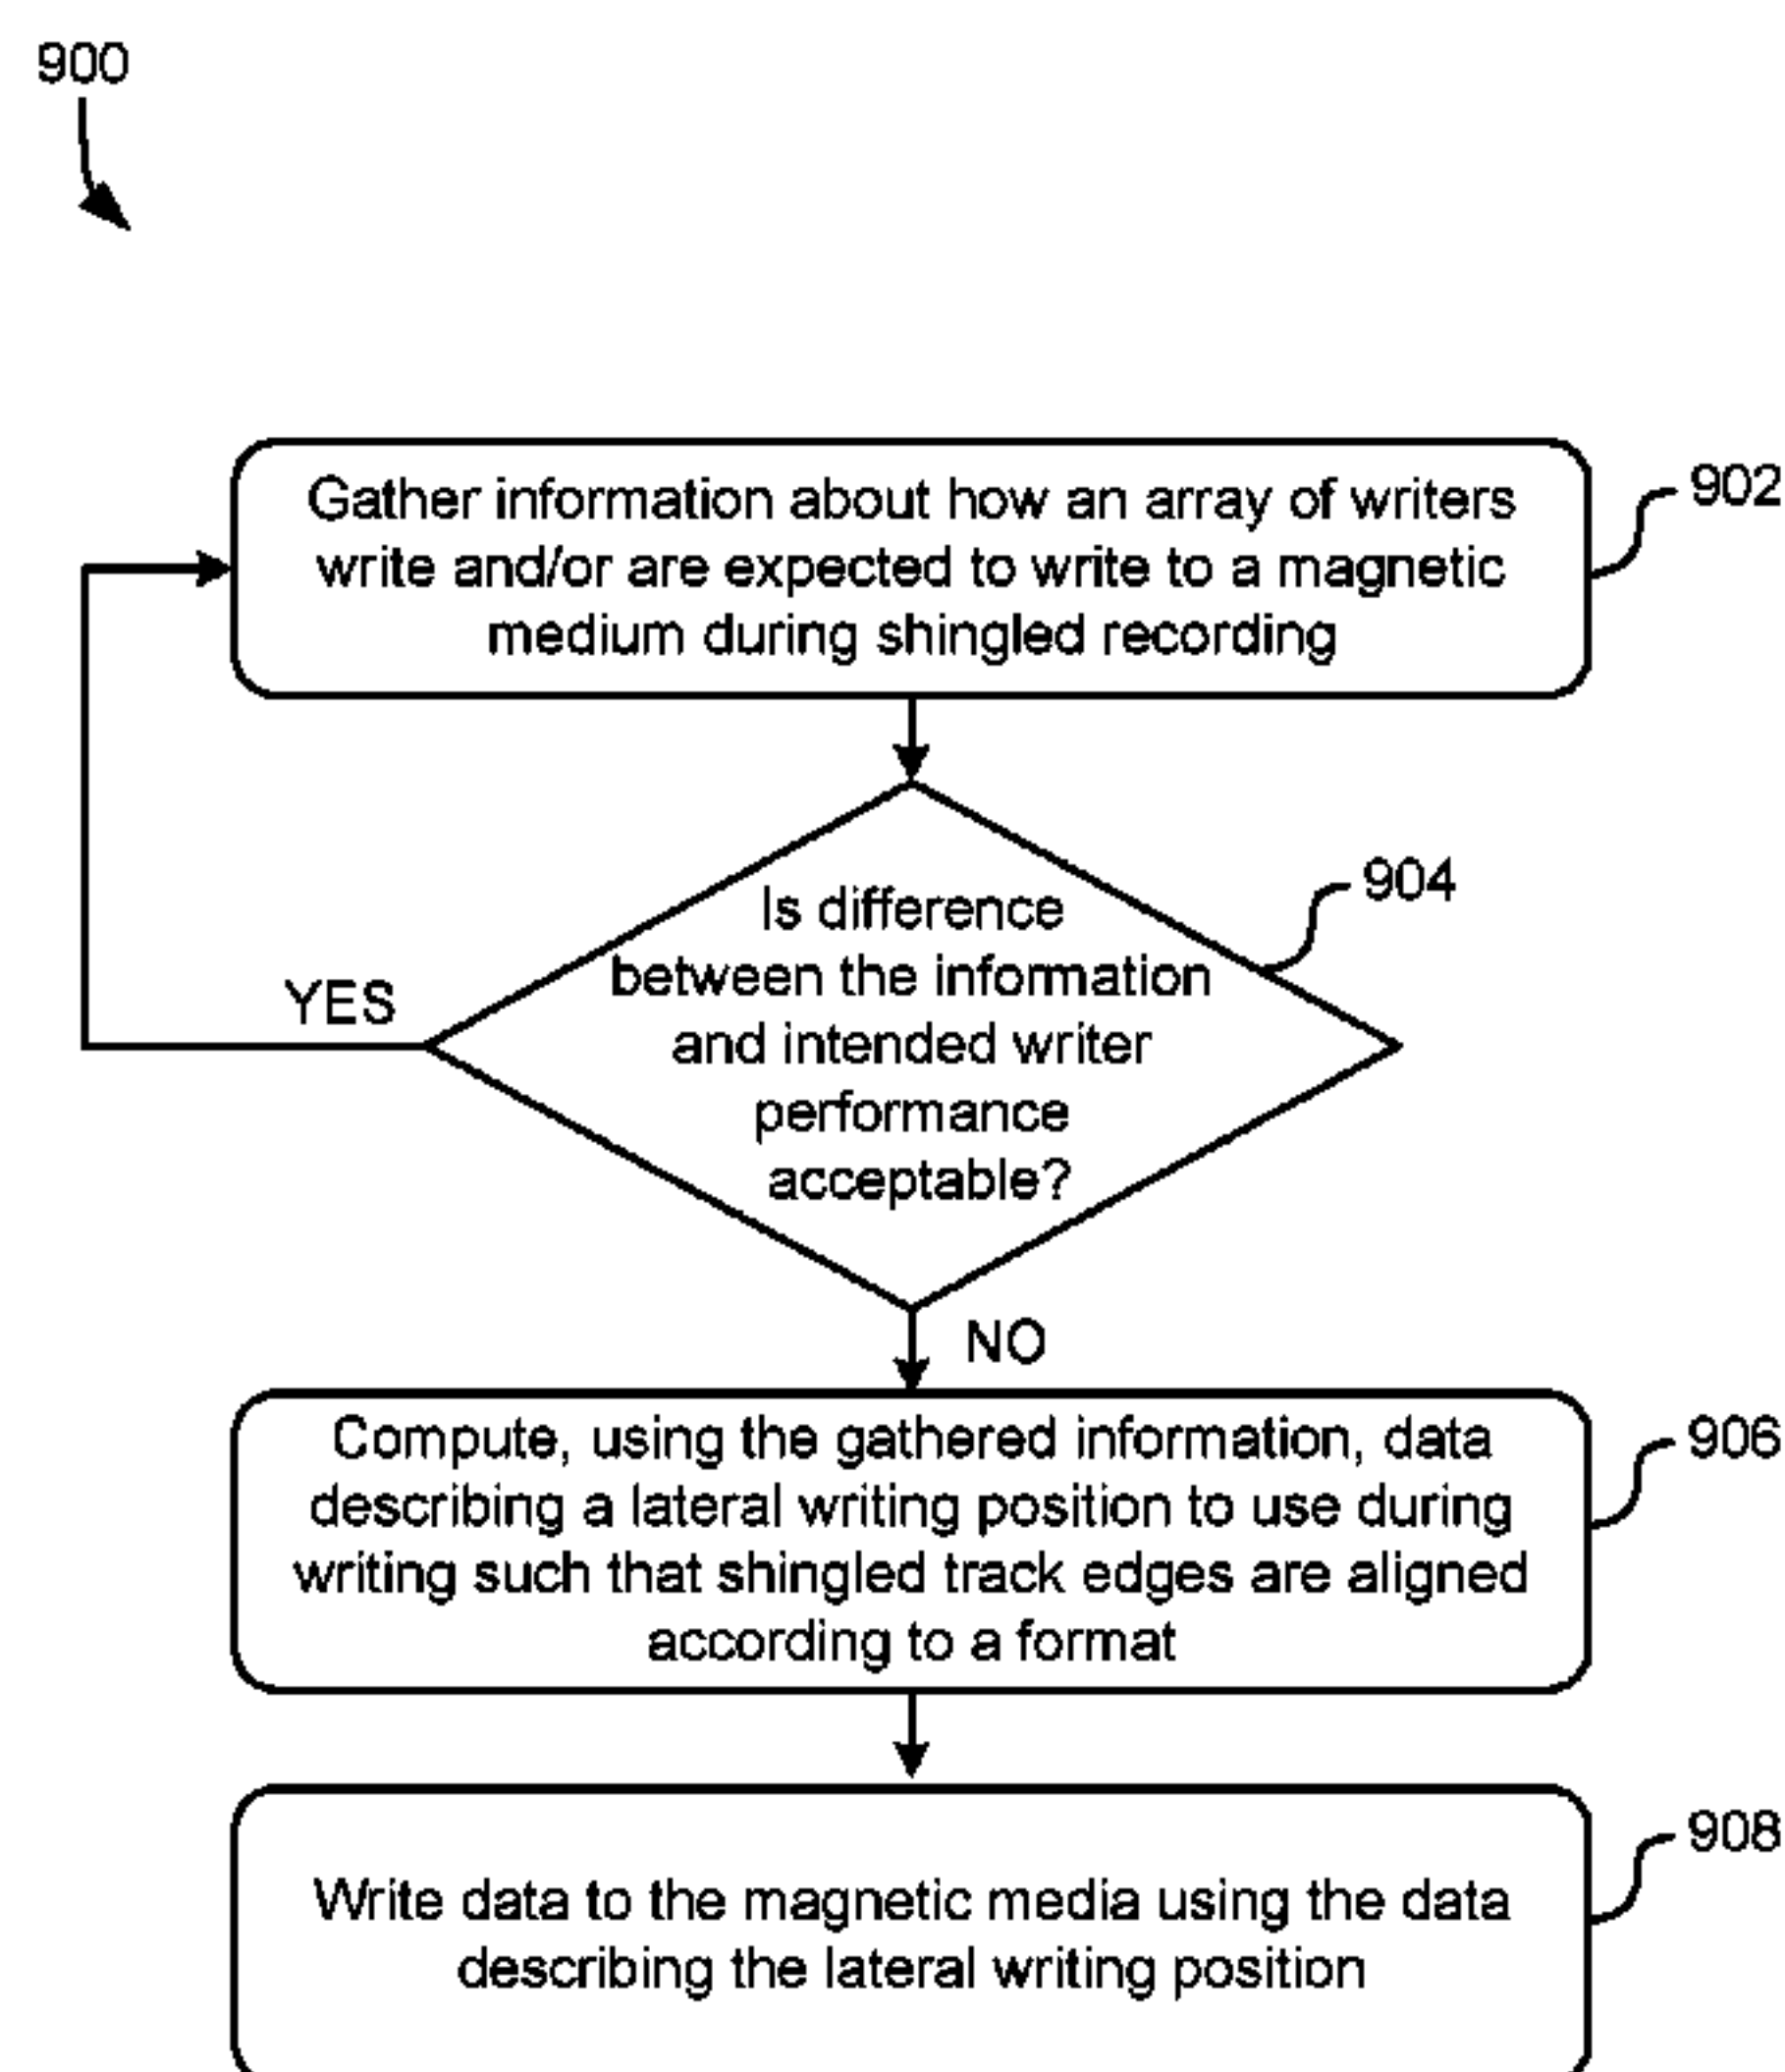 900
Gather information about how an array of writers
write and/or are expected to write to a magnetic
medium during shingled recording
902
Is difference
between the information
and intended writer
performance
acceptable?
904
YES
NO
Compute, using the gathered information, data
describing a lateral writing position to use during
writing such that shingled track edges are aligned
according to a format
906
Write data to the magnetic media using the data
describing the lateral writing position
908